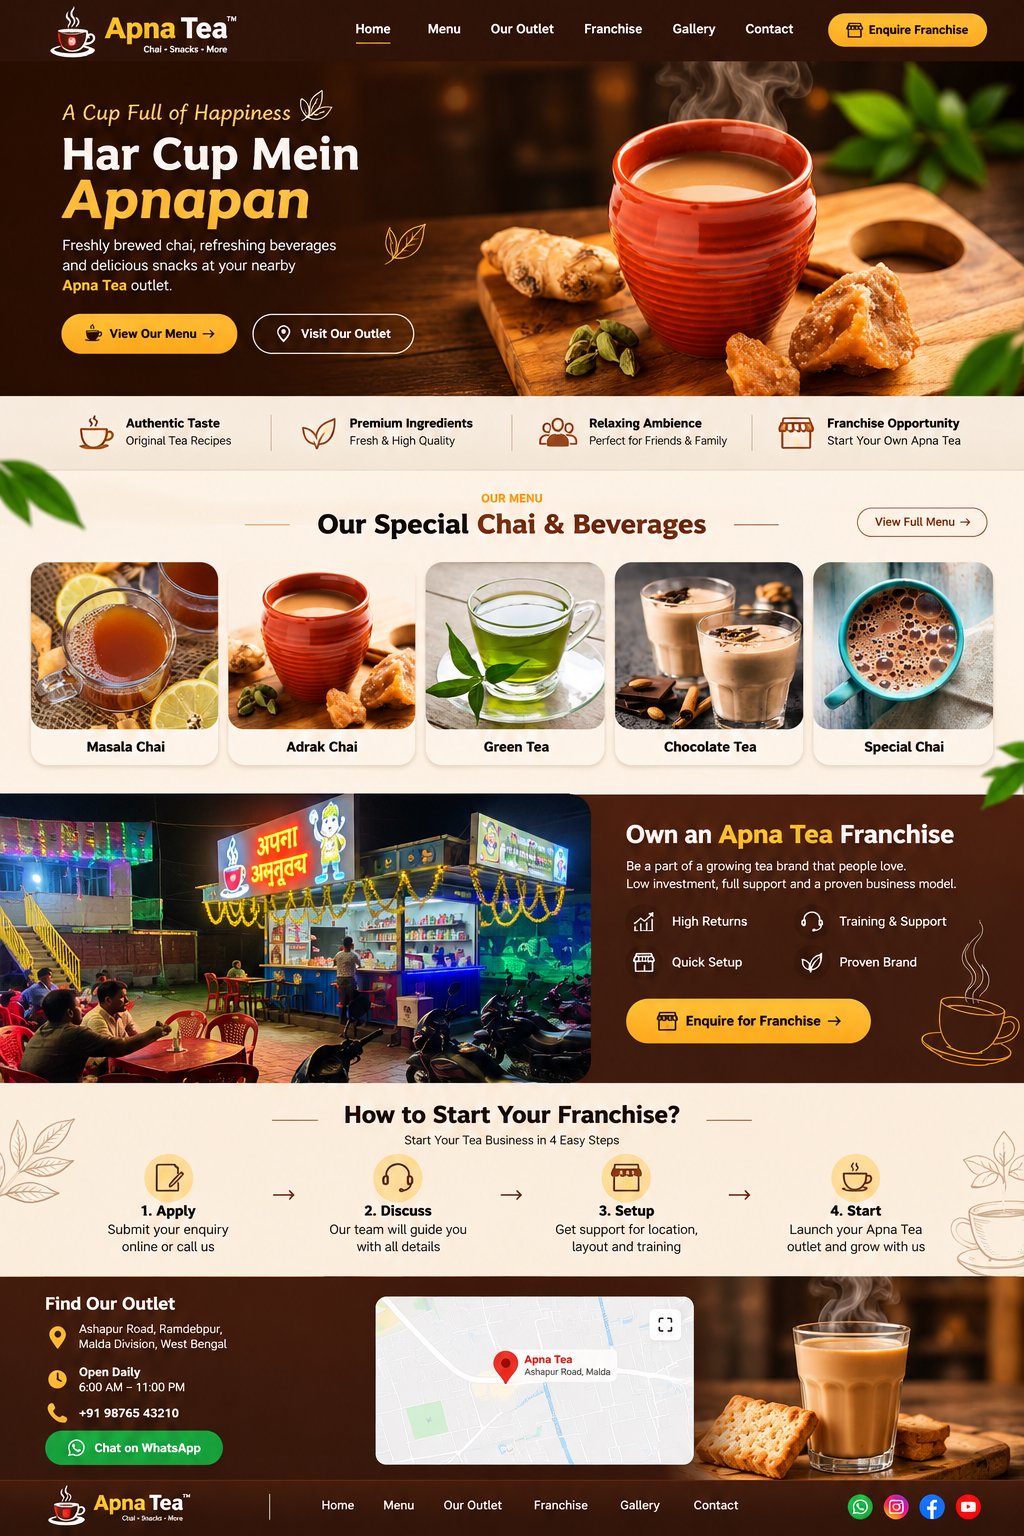 Apna Tea™
Chai - Snacks - More
Home
Menu
Our Outlet
Franchise
Gallery
Contact
Enquire Franchise
A Cup Full of Happiness
Har Cup Mein
Apnapan
Freshly brewed chai, refreshing beverages
and delicious snacks at your nearby
Apna Tea outlet.
View Our Menu →
Visit Our Outlet
Authentic Taste
Original Tea Recipes
Premium Ingredients
Fresh & High Quality
Relaxing Ambience
Perfect for Friends & Family
Franchise Opportunity
Start Your Own Apna Tea
OUR MENU
Our Special Chai & Beverages
View Full Menu →
Masala Chai
Adrak Chai
Green Tea
Chocolate Tea
Special Chai
अपना
Own an Apna Tea Franchise
Be a part of a growing tea brand that people love.
Low investment, full support and a proven business model.
High Returns
Training & Support
Quick Setup
Proven Brand
Enquire for Franchise →
How to Start Your Franchise?
Start Your Tea Business in 4 Easy Steps
1. Apply
Submit your enquiry
online or call us
2. Discuss
Our team will guide you
with all details
3. Setup
Get support for location,
layout and training
4. Start
Launch your Apna Tea
outlet and grow with us
Find Our Outlet
Ashapur Road, Ramdebpur,
Malda Division, West Bengal
Open Daily
6:00 AM – 11:00 PM
+91 98765 43210
Chat on WhatsApp
Apna Tea
Ashapur Road, Malda
Apna Tea™
Chai - Snacks - More
Home
Menu
Our Outlet
Franchise
Gallery
Contact